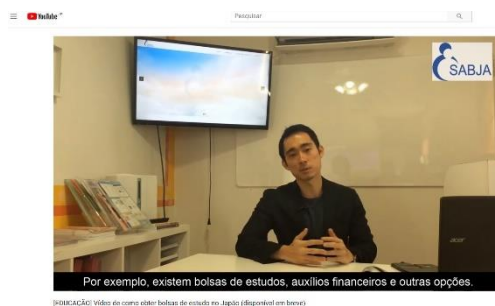 YouTube
Pesquisar
SABJA
Por exemplo, existem bolsas de estudos, auxílios financeiros e outras opções.
acer
[EDUCAÇÃO] Vídeo de como obter bolsas de estudo no Japão (disponível em breve)